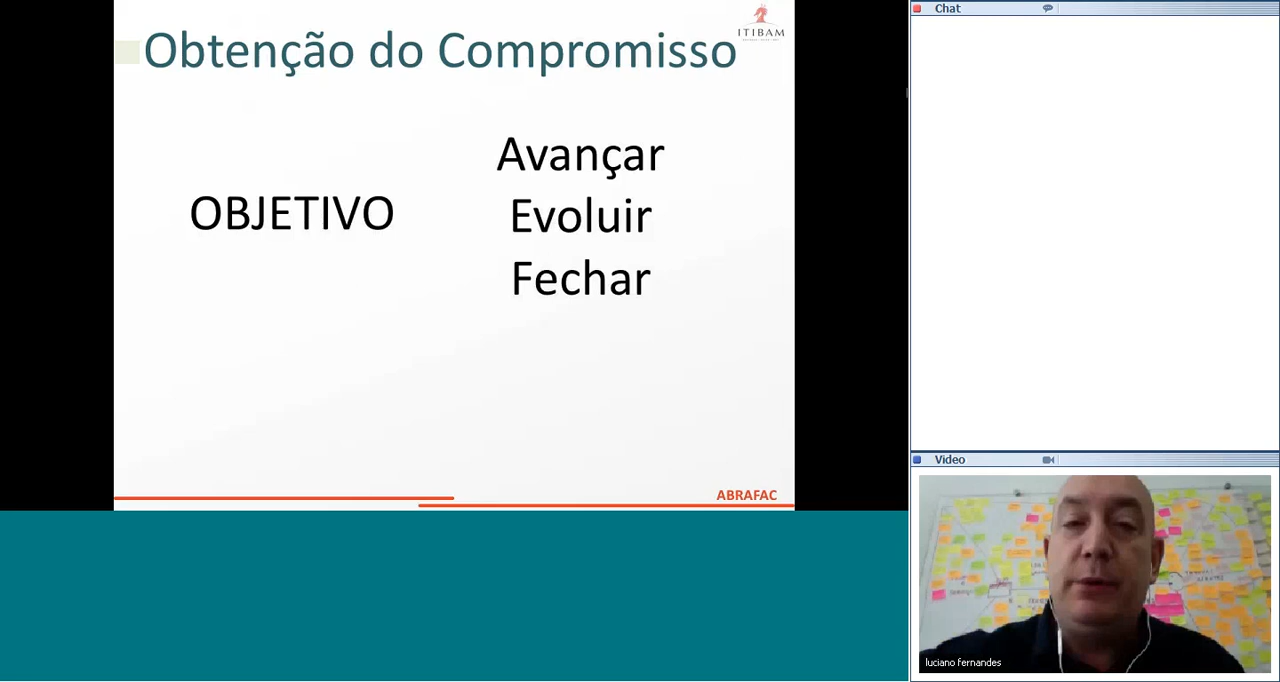 Obtenção do Compromisso
ITIBAM
OBJETIVO
Avançar
Evoluir
Fechar
ABRAFAC
Chat
Video
luciano fernandes